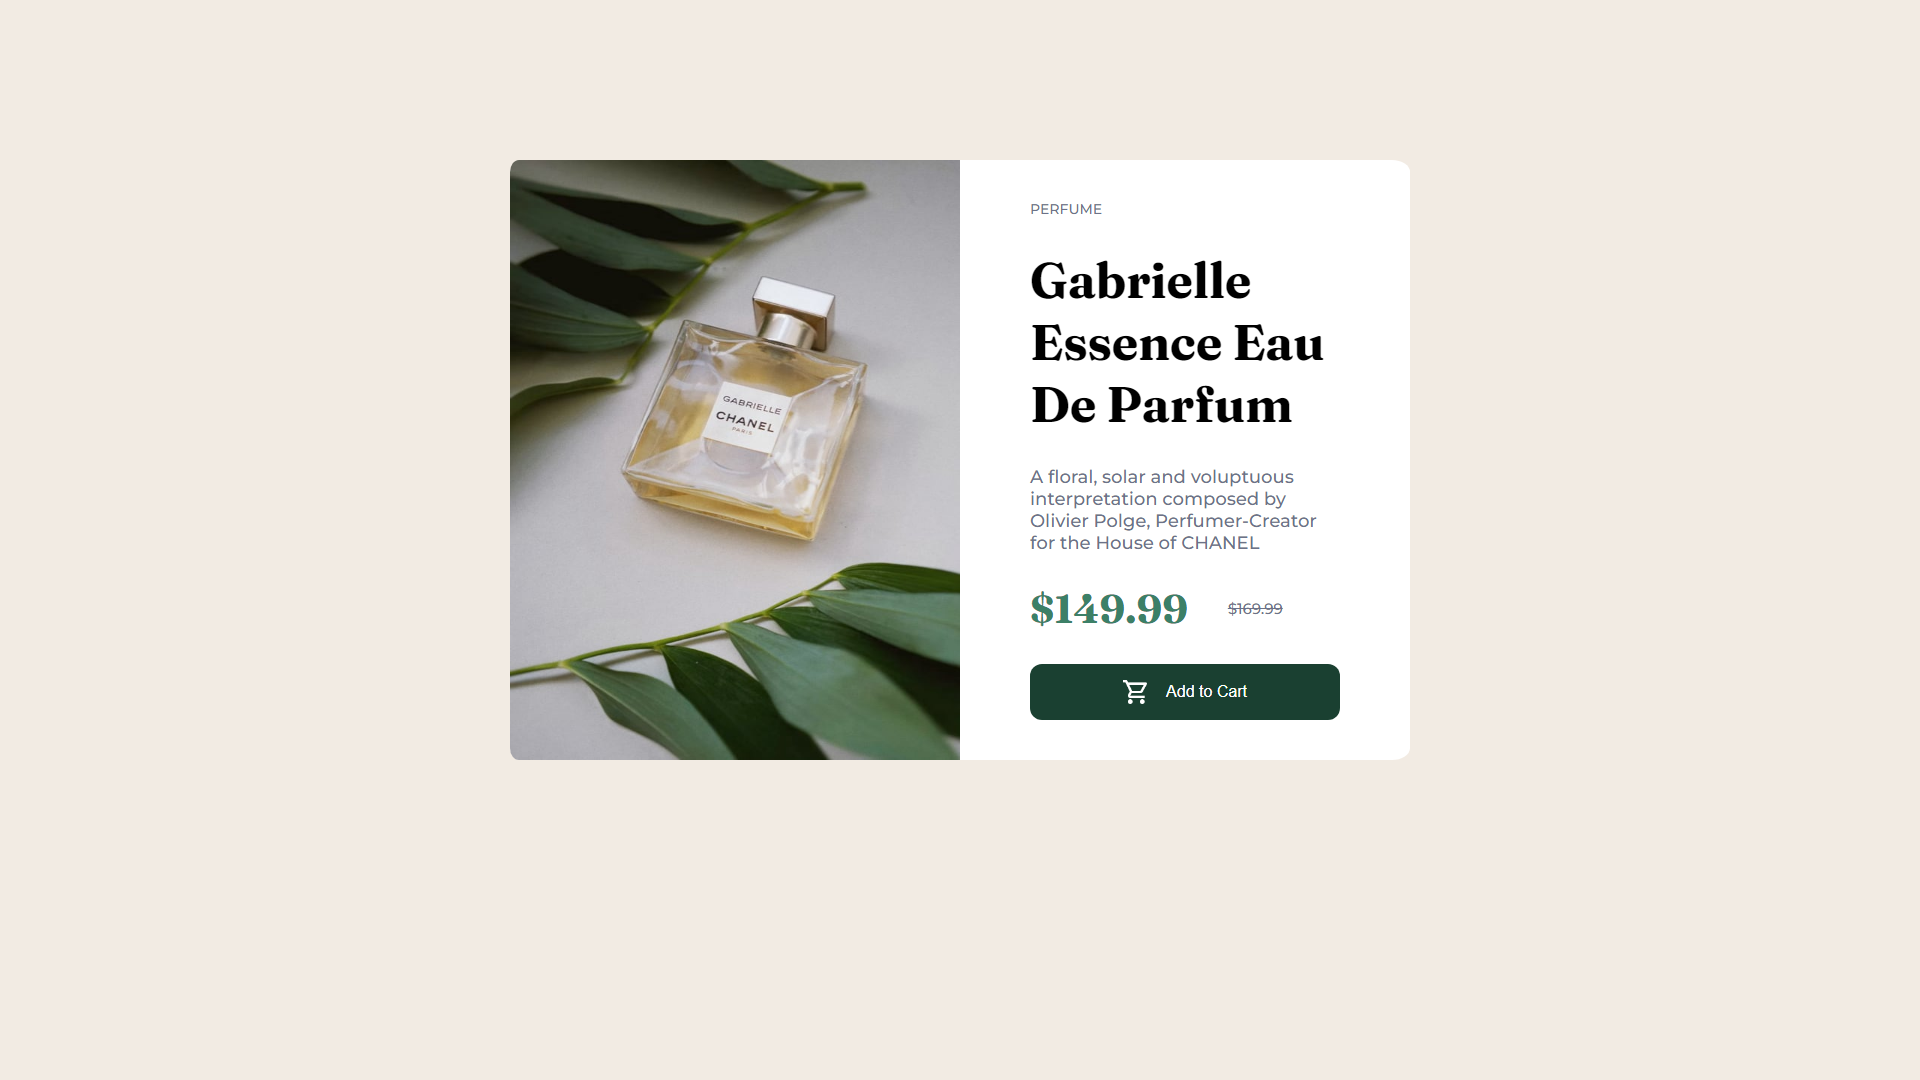 GABRIELLE
CHANEL
PARIS
PERFUME
Gabrielle
Essence Eau
De Parfum
A floral, solar and voluptuous
interpretation composed by
Olivier Polge, Perfumer-Creator
for the House of CHANEL
$149.99 $169.99
Add to Cart